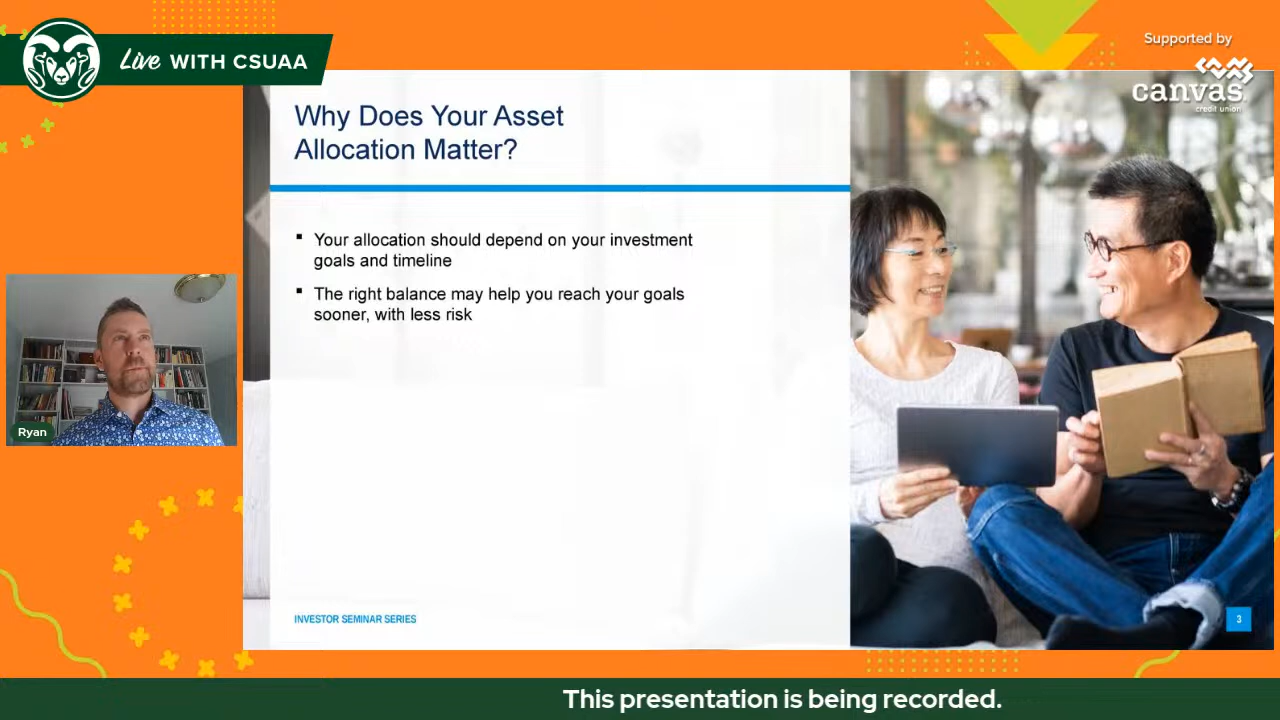 Live WITH CSUAA
Supported by
canvas
credit union
Why Does Your Asset
Allocation Matter?
▪ Your allocation should depend on your investment
goals and timeline
▪ The right balance may help you reach your goals
sooner, with less risk
Ryan
INVESTOR SEMINAR SERIES
3
This presentation is being recorded.